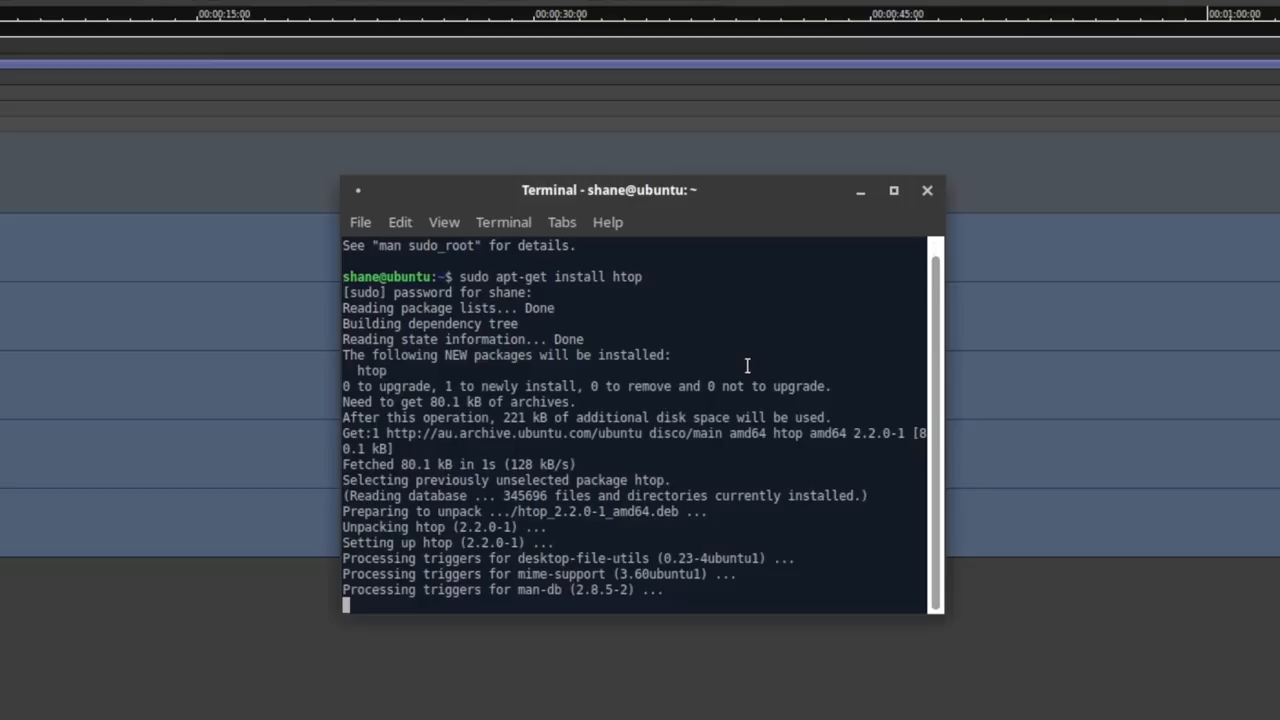 00:00:15:00 00:00:30:00 00:00:45:00 00:01:00:00
Terminal - shane@ubuntu: ~
File Edit View Terminal Tabs Help
See "man sudo_root" for details.
shane@ubuntu:~$ sudo apt-get install htop
[sudo] password for shane:
Reading package lists... Done
Building dependency tree
Reading state information... Done
The following NEW packages will be installed:
  htop
0 to upgrade, 1 to newly install, 0 to remove and 0 not to upgrade.
Need to get 80.1 kB of archives.
After this operation, 221 kB of additional disk space will be used.
Get:1 http://au.archive.ubuntu.com/ubuntu disco/main amd64 htop amd64 2.2.0-1 [8
0.1 kB]
Fetched 80.1 kB in 1s (128 kB/s)
Selecting previously unselected package htop.
(Reading database ... 345696 files and directories currently installed.)
Preparing to unpack .../htop_2.2.0-1_amd64.deb ...
Unpacking htop (2.2.0-1) ...
Setting up htop (2.2.0-1) ...
Processing triggers for desktop-file-utils (0.23-4ubuntu1) ...
Processing triggers for mime-support (3.60ubuntu1) ...
Processing triggers for man-db (2.8.5-2) ...